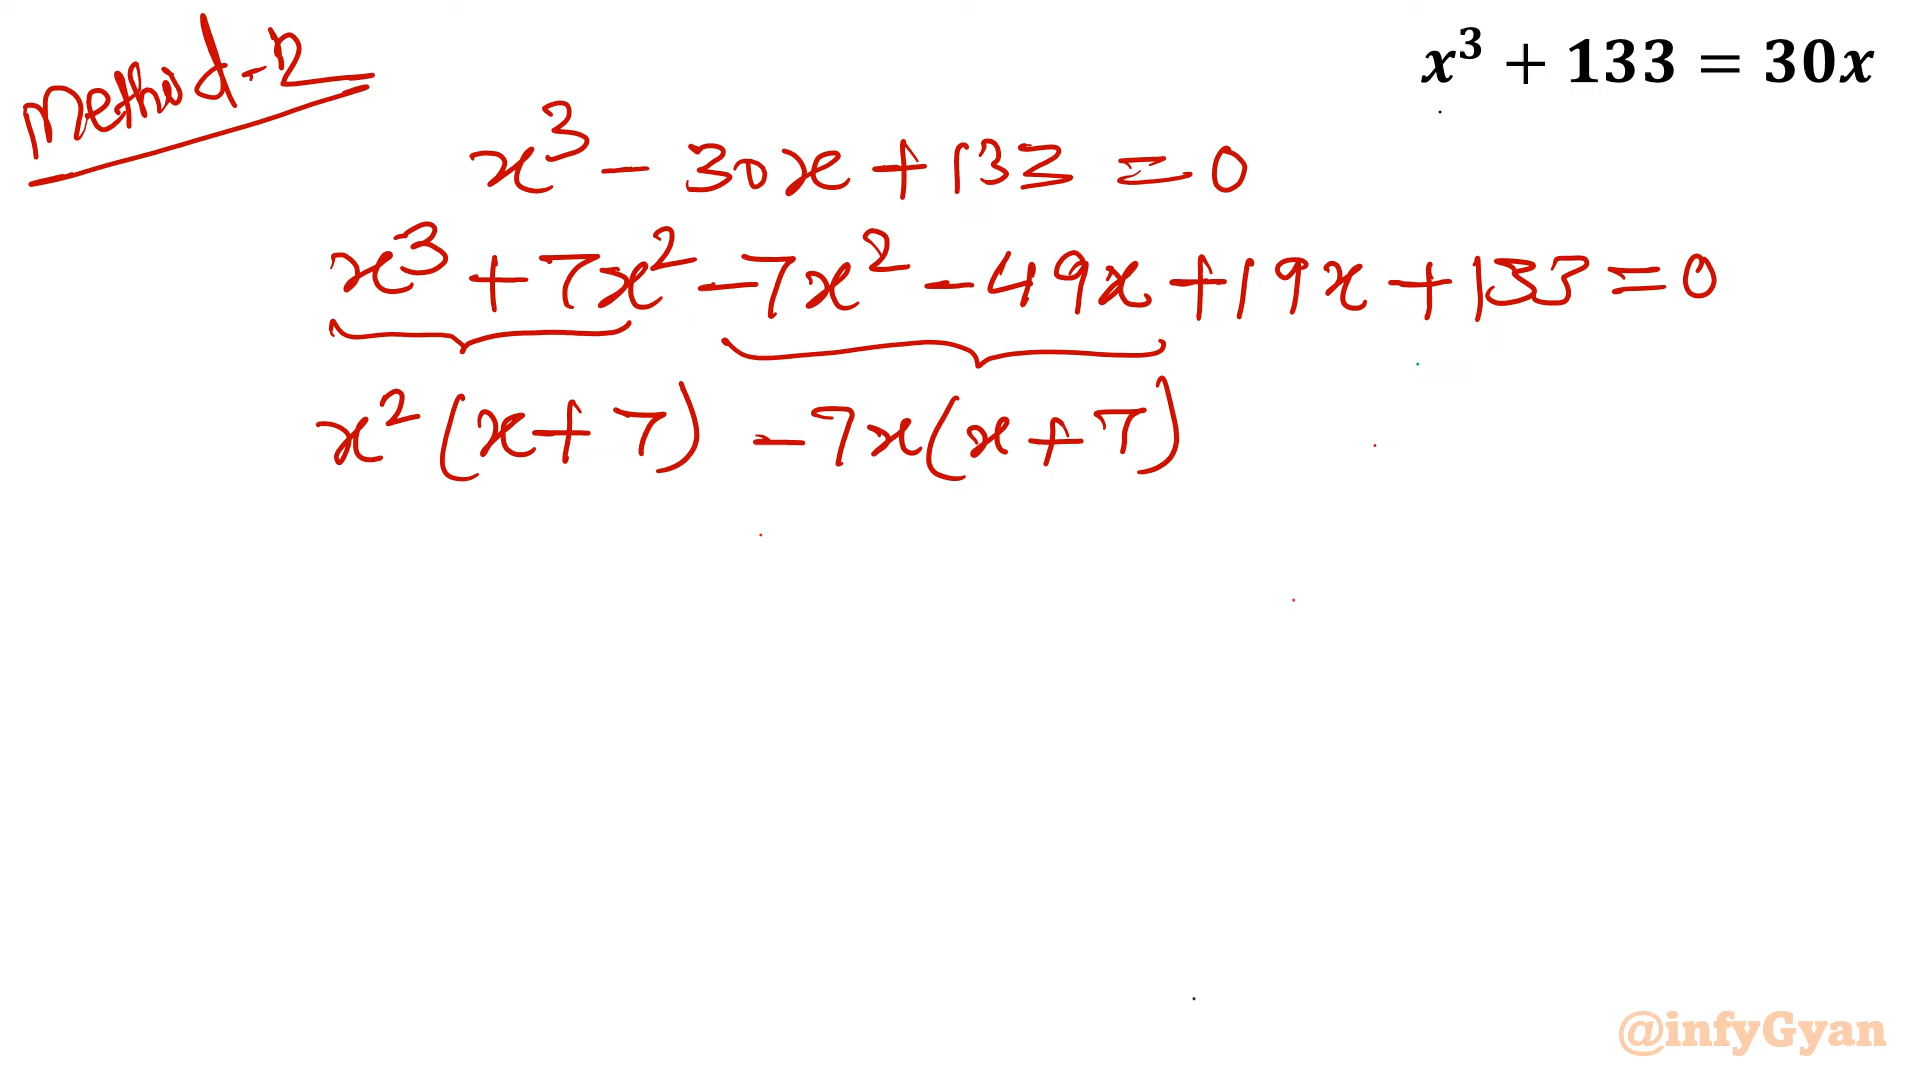 Method-2
x³ + 133 = 30x
x³ - 30x + 133 = 0
x³ + 7x² - 7x² - 49x + 19x + 133 = 0
x² (x + 7) - 7x (x + 7)
@infyGyan